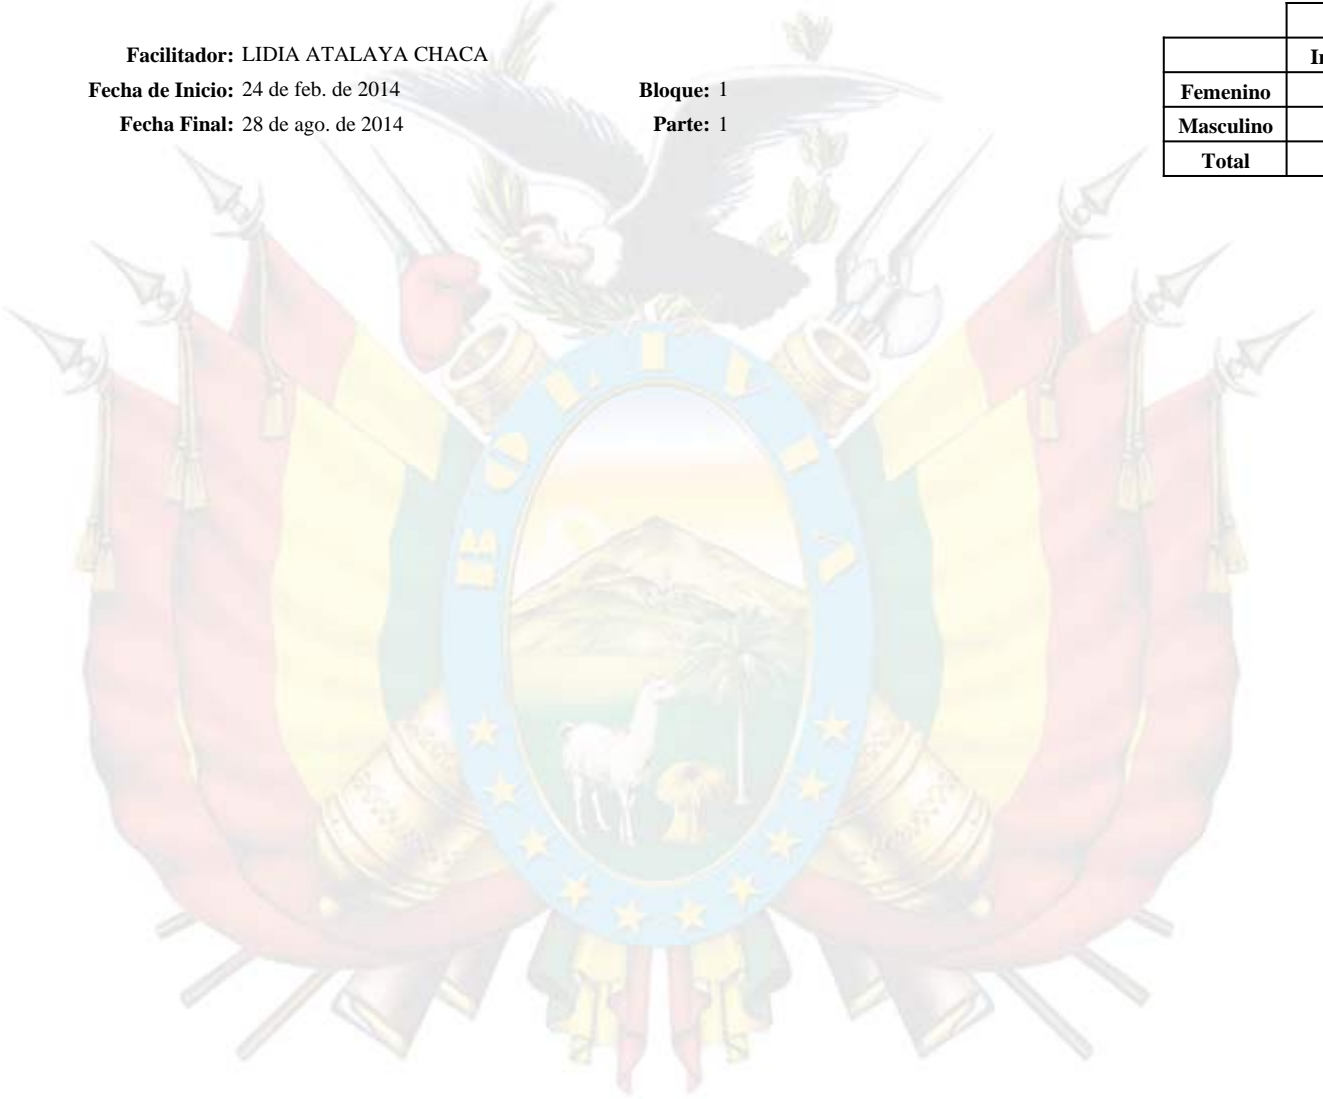 Facilitador: LIDIA ATALAYA CHACA
Fecha de Inicio: 24 de feb. de 2014 Bloque: 1
Fecha Final: 28 de ago. de 2014 Parte: 1
Femenino
Masculino
Total
BOLIVIA